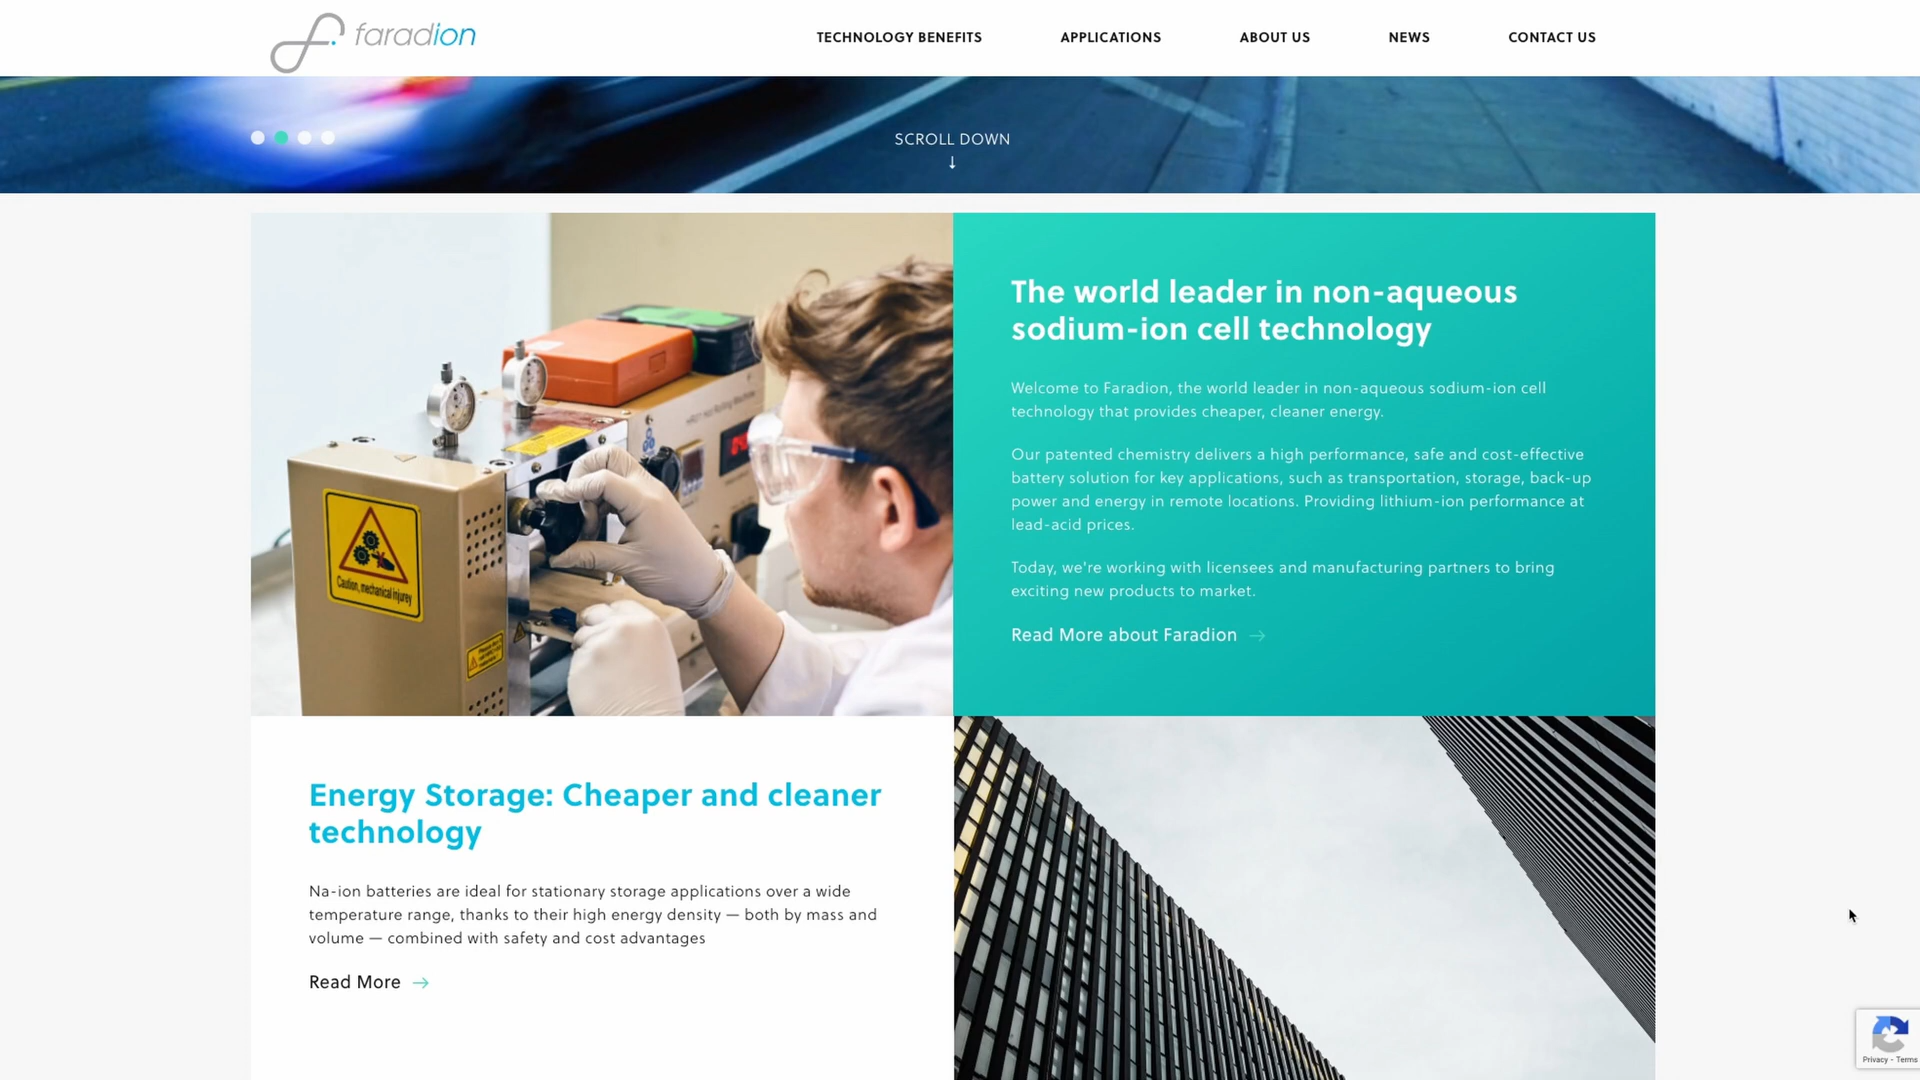 faradion
TECHNOLOGY BENEFITS
APPLICATIONS
ABOUT US
NEWS
CONTACT US
SCROLL DOWN
↓
Caution, mechanical injurey
The world leader in non-aqueous
sodium-ion cell technology
Welcome to Faradion, the world leader in non-aqueous sodium-ion cell
technology that provides cheaper, cleaner energy.
Our patented chemistry delivers a high performance, safe and cost-effective
battery solution for key applications, such as transportation, storage, back-up
power and energy in remote locations. Providing lithium-ion performance at
lead-acid prices.
Today, we're working with licensees and manufacturing partners to bring
exciting new products to market.
Read More about Faradion →
Energy Storage: Cheaper and cleaner
technology
Na-ion batteries are ideal for stationary storage applications over a wide
temperature range, thanks to their high energy density — both by mass and
volume — combined with safety and cost advantages
Read More →
Privacy - Terms